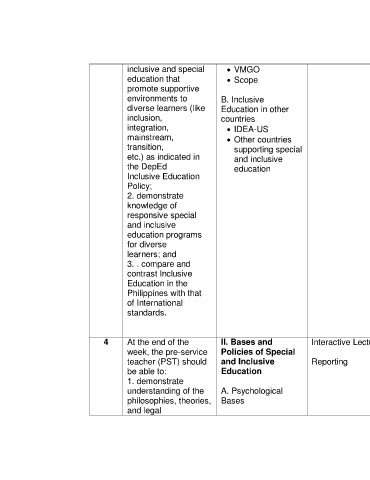 inclusive and special
education that
promote supportive
environments to
diverse learners (like
inclusion,
integration,
mainstream,
transition,
etc.) as indicated in
the DepEd
Inclusive Education
Policy;
2. demonstrate
knowledge of
responsive special
and inclusive
education programs
for diverse
learners; and
3. . compare and
contrast Inclusive
Education in the
Philippines with that
of International
standards.
• VMGO
• Scope
B. Inclusive
Education in other
countries
• IDEA-US
• Other countries
supporting special
and inclusive
education
4
At the end of the
week, the pre-service
teacher (PST) should
be able to:
1. demonstrate
understanding of the
philosophies, theories,
and legal
II. Bases and
Policies of Special
and Inclusive
Education
A. Psychological
Bases
Interactive Lect
Reporting